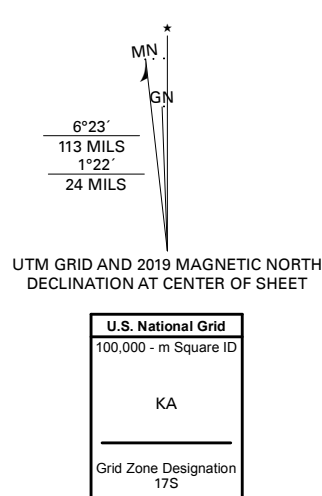 ★
MN
GN
6°23´
113 MILS
1°22´
24 MILS
UTM GRID AND 2019 MAGNETIC NORTH
DECLINATION AT CENTER OF SHEET
U.S. National Grid
100,000 - m Square ID
KA
Grid Zone Designation
17S